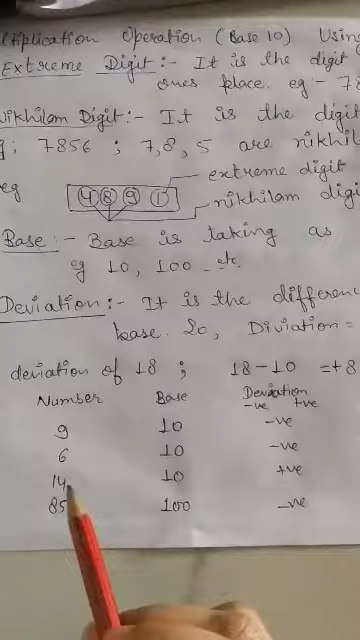 ltiplication Operation (Base 10) Using
Extreme Digit:- It is the digit
ones place. eg- 78
Nikhilam Digit:- It is the digit
g: 7856 ; 7,8,5 are nikhil
extreme digit
eg 4 8 9 1
nikhilam digi
Base:- Base is taking as
eg 10, 100 - etc.
Deviation:- It is the differenc
base. So, Diviation =
deviation of 18 ; 18-10 = +8
Number Base Deviation
-ve +ve
9 10 -ve
6 10 -ve
14 10 +ve
85 100 -ve